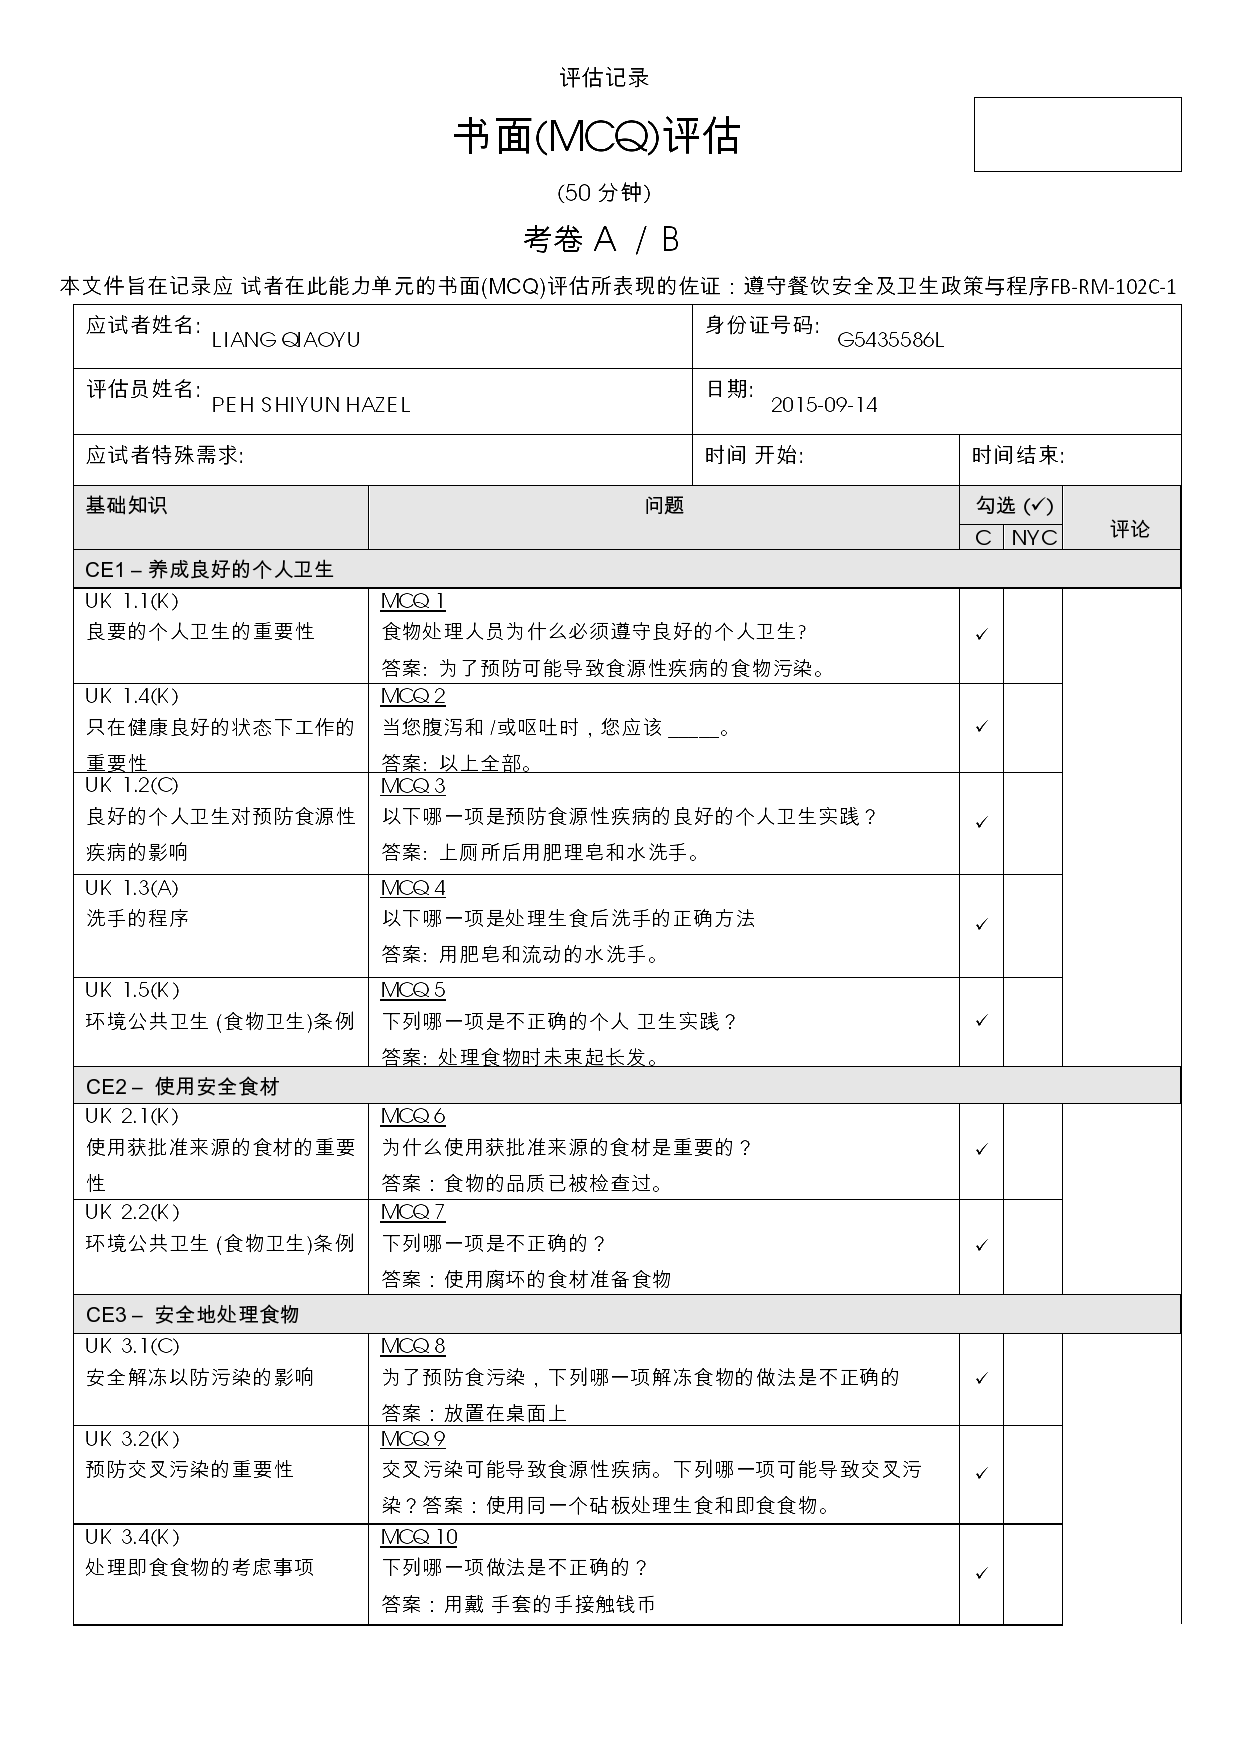 评估记录
书面(MCQ)评估
(50 分钟)
考卷 A / B
本文件旨在记录应 试者在此能力单元的书面(MCQ)评估所表现的佐证：遵守餐饮安全及卫生政策与程序FB-RM-102C-1
应试者姓名: LIANG QIAOYU 身份证号码: G5435586L
评估员姓名: PEH SHIYUN HAZEL 日期: 2015-09-14
应试者特殊需求: 时间 开始: 时间结束:
基础知识 问题 勾选 (✓) 评论
C NYC
CE1 – 养成良好的个人卫生
UK 1.1(K) MCQ 1
良要的个人卫生的重要性 食物处理人员为什么必须遵守良好的个人卫生? ✓
答案: 为了预防可能导致食源性疾病的食物污染。
UK 1.4(K) MCQ 2
只在健康良好的状态下工作的 当您腹泻和 /或呕吐时，您应该 _____。 ✓
重要性 答案: 以上全部。
UK 1.2(C) MCQ 3
良好的个人卫生对预防食源性 以下哪一项是预防食源性疾病的良好的个人卫生实践？ ✓
疾病的影响 答案: 上厕所后用肥理皂和水洗手。
UK 1.3(A) MCQ 4
洗手的程序 以下哪一项是处理生食后洗手的正确方法 ✓
答案: 用肥皂和流动的水洗手。
UK 1.5(K) MCQ 5
环境公共卫生 (食物卫生)条例 下列哪一项是不正确的个人 卫生实践？ ✓
答案: 处理食物时未束起长发。
CE2 – 使用安全食材
UK 2.1(K) MCQ 6
使用获批准来源的食材的重要 为什么使用获批准来源的食材是重要的？ ✓
性 答案：食物的品质已被检查过。
UK 2.2(K) MCQ 7
环境公共卫生 (食物卫生)条例 下列哪一项是不正确的？ ✓
答案：使用腐坏的食材准备食物
CE3 – 安全地处理食物
UK 3.1(C) MCQ 8
安全解冻以防污染的影响 为了预防食污染，下列哪一项解冻食物的做法是不正确的 ✓
答案：放置在桌面上
UK 3.2(K) MCQ 9
预防交叉污染的重要性 交叉污染可能导致食源性疾病。下列哪一项可能导致交叉污 ✓
染？答案：使用同一个砧板处理生食和即食食物。
UK 3.4(K) MCQ 10
处理即食食物的考虑事项 下列哪一项做法是不正确的？ ✓
答案：用戴 手套的手接触钱币